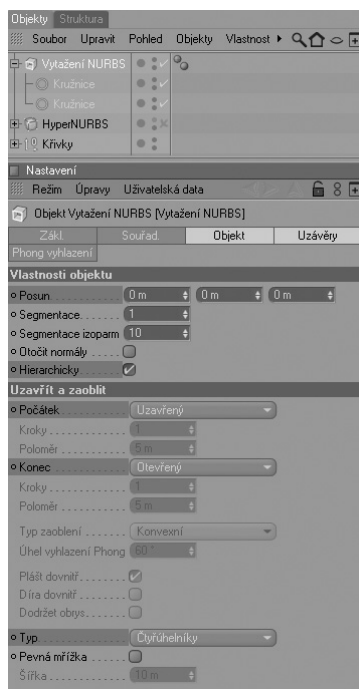 Objekty Struktura
Soubor Upravit Pohled Objekty Vlastnost
Vytažení NURBS
Kružnice
Kružnice
HyperNURBS
Křivky
Nastavení
Režim Úpravy Uživatelská data
Objekt Vytažení NURBS [Vytažení NURBS]
Zákl. Souřad. Objekt Uzávěry
Phong vyhlazení
Vlastnosti objektu
Posun 0 m 0 m 0 m
Segmentace 1
Segmentace izoparm 10
Otočit normály
Hierarchicky
Uzavřít a zaoblit
Počátek Uzavřený
Kroky 1
Poloměr 5 m
Konec Otevřený
Kroky 1
Poloměr 5 m
Typ zaoblení Konvexní
Úhel vyhlazení Phong 60 °
Plášt dovnitř
Díra dovnitř
Dodržet obrys
Typ Čtyřúhelníky
Pevná mřížka
Šířka 10 m